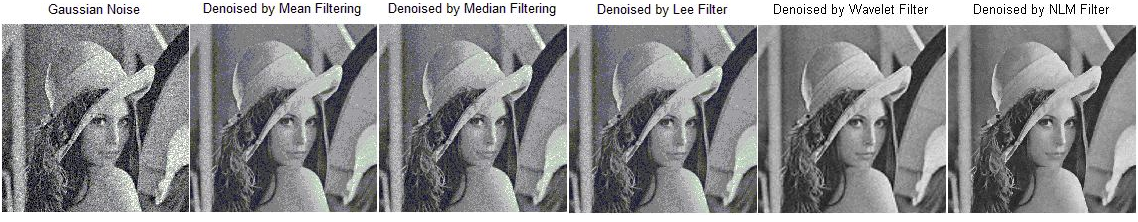 Gaussian Noise
Denoised by Mean Filtering
Denoised by Median Filtering
Denoised by Lee Filter
Denoised by Wavelet Filter
Denoised by NLM Filter